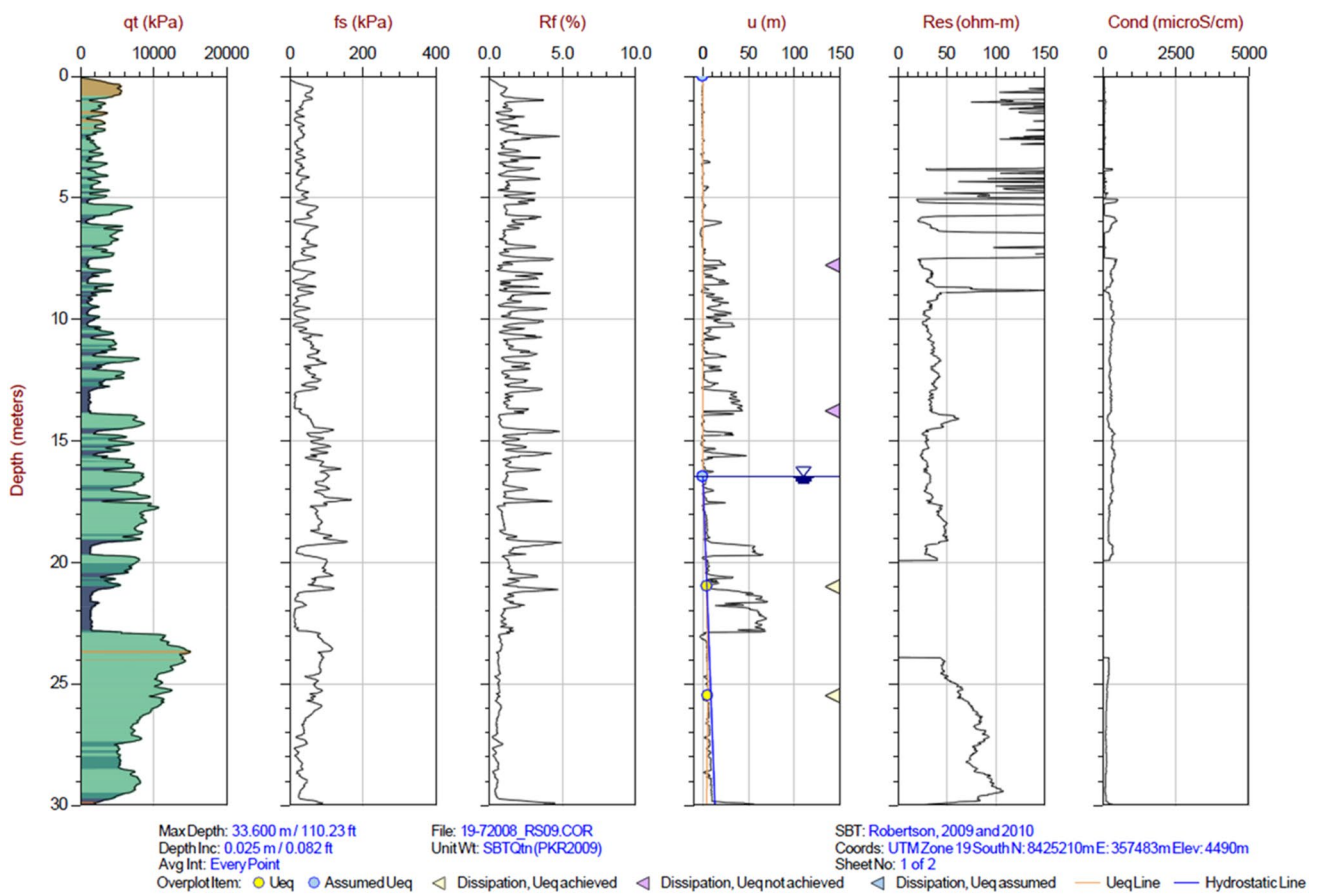 qt (kPa) fs (kPa) Rf (%) u (m) Res (ohm-m) Cond (microS/cm)
0 10000 20000 0 200 400 0.0 5.0 10.0 0 50 100 150 0 50 100 150 0 2500 5000
0
5
10
15
20
25
30
Depth (meters)
Max Depth: 33.600 m / 110.23 ft File: 19-72008_RS09.COR SBT: Robertson, 2009 and 2010
Depth Inc: 0.025 m / 0.082 ft Unit Wt: SBTQtn (PKR2009) Coords: UTM Zone 19 South N: 8425210m E: 357483m Elev: 4490m
Avg Int: Every Point Sheet No: 1 of 2
Overplot Item: Ueq Assumed Ueq Dissipation, Ueq achieved Dissipation, Ueq not achieved Dissipation, Ueq assumed Ueq Line Hydrostatic Line